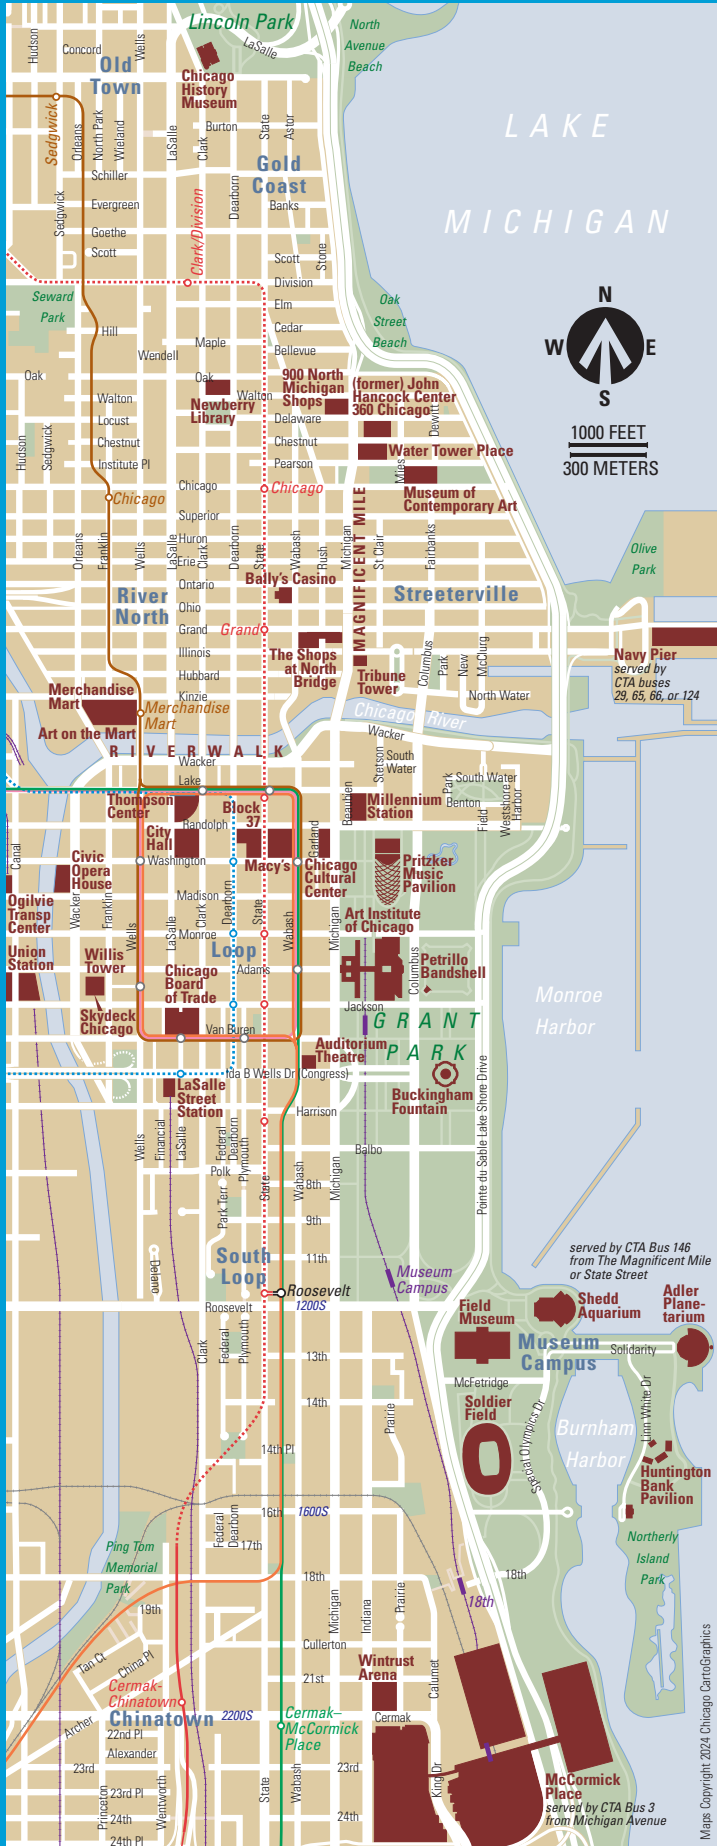 Lincoln Park
North
Avenue
Beach
Hudson
Concord
Wells
LaSalle
Old
Town
Chicago
History
Museum
LAKE
MICHIGAN
Sedgwick
Orleans
North Park
Wieland
LaSalle
Burton
Clark
State
Astor
Gold
Coast
Schiller
Sedgwick
Evergreen
Dearborn
Banks
Goethe
Scott
Clark/Division
Scott
Stone
Division
Seward
Park
Elm
Oak
Street
Beach
N
W
E
S
Hill
Cedar
Maple
Wendell
Bellevue
Oak
Oak
900 North
Michigan
Shops
(former) John
Hancock Center
360 Chicago
Walton
Walton
Newberry
Library
Delaware
Dewitt
1000 FEET
300 METERS
Locust
Chestnut
Chestnut
Hudson
Sedgwick
Institute Pl
Pearson
Water Tower Place
Mies
Chicago
Chicago
Chicago
Museum of
Contemporary Art
Superior
Orleans
Franklin
Wells
LaSalle
Huron
Erie
Clark
Dearborn
State
Wabash
Rush
Michigan
MAGNIFICENT MILE
St Clair
Fairbanks
Olive
Park
Bally's Casino
Ontario
River
North
Streeterville
Ohio
Grand
Grand
Illinois
The Shops
at North
Bridge
Columbus
Park
New
McClurg
Navy Pier
served by
CTA buses
29, 65, 66, or 124
Hubbard
Tribune
Tower
Merchandise
Mart
Kinzie
North Water
Merchandise
Mart
Chicago River
Art on the Mart
RIVERWALK
Wacker
Wacker
Stetson
South
Water
Lake
South Water
Park
Thompson
Center
Block
37
Beaubien
Millennium
Station
Benton
Field
Westshore
Harbor
City
Hall
Randolph
Garland
Canal
Civic
Opera
House
Washington
Macy's
Chicago
Cultural
Center
Pritzker
Music
Pavilion
Ogilvie
Transp
Center
Wacker
Franklin
Wells
LaSalle
Madison
Clark
Dearborn
State
Wabash
Michigan
Monroe
Art Institute
of Chicago
Union
Station
Willis
Tower
Loop
Adams
Petrillo
Bandshell
Columbus
Chicago
Board
of Trade
Skydeck
Chicago
Monroe
Harbor
Jackson
GRANT
PARK
Van Buren
Auditorium
Theatre
Ida B Wells Dr (Congress)
LaSalle
Street
Station
Buckingham
Fountain
Pointe du Sable Lake Shore Drive
Harrison
Wells
Financial
LaSalle
Federal
Dearborn
Plymouth
Balbo
Polk
State
Wabash
Michigan
8th
Park Terr
9th
Delano
South
Loop
11th
served by CTA Bus 146
from The Magnificent Mile
or State Street
Museum
Campus
Roosevelt
1200S
Roosevelt
Field
Museum
Shedd
Aquarium
Adler
Plane-
tarium
Clark
Federal
Plymouth
Museum
Campus
Solidarity
13th
McFetridge
Linn White Dr
14th
Prairie
Soldier
Field
Special Olympics Dr
Burnham
Harbor
14th Pl
Huntington
Bank
Pavilion
16th
1600S
Federal
Dearborn
17th
Ping Tom
Memorial
Park
Northerly
Island
Park
18th
18th
18th
Michigan
Indiana
Prairie
19th
Cullerton
Tan Ct
China Pl
21st
Wintrust
Arena
Calumet
Cermak-
Chinatown
Chinatown
2200S
Cermak–
McCormick
Place
Cermak
Archer
22nd Pl
Alexander
23rd
23rd
Princeton
23rd Pl
Wentworth
State
Wabash
King Dr
McCormick
Place
served by CTA Bus 3
from Michigan Avenue
24th
24th
24th Pl
Maps Copyright 2024 Chicago CartoGraphics